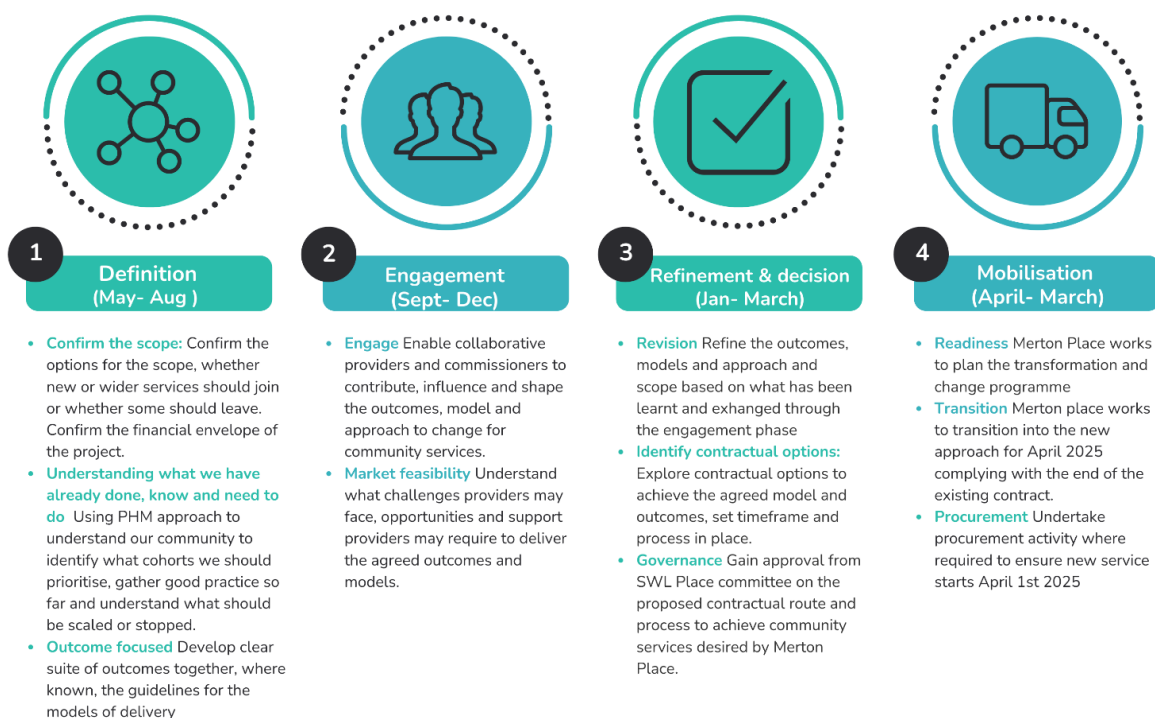 1
Definition
(May- Aug )
• Confirm the scope: Confirm the
options for the scope, whether
new or wider services should join
or whether some should leave.
Confirm the financial envelope of
the project.
• Understanding what we have
already done, know and need to
do Using PHM approach to
understand our community to
identify what cohorts we should
prioritise, gather good practice so
far and understand what should
be scaled or stopped.
• Outcome focused Develop clear
suite of outcomes together, where
known, the guidelines for the
models of delivery
2
Engagement
(Sept- Dec)
• Engage Enable collaborative
providers and commissioners to
contribute, influence and shape
the outcomes, model and
approach to change for
community services.
• Market feasibility Understand
what challenges providers may
face, opportunities and support
providers may require to deliver
the agreed outcomes and
models.
3
Refinement & decision
(Jan- March)
• Revision Refine the outcomes,
models and approach and
scope based on what has been
learnt and exhanged through
the engagement phase
• Identify contractual options:
Explore contractual options to
achieve the agreed model and
outcomes, set timeframe and
process in place.
• Governance Gain approval from
SWL Place committee on the
proposed contractual route and
process to achieve community
services desired by Merton
Place.
4
Mobilisation
(April- March)
• Readiness Merton Place works
to plan the transformation and
change programme
• Transition Merton place works
to transition into the new
approach for April 2025
complying with the end of the
existing contract.
• Procurement Undertake
procurement activity where
required to ensure new service
starts April 1st 2025